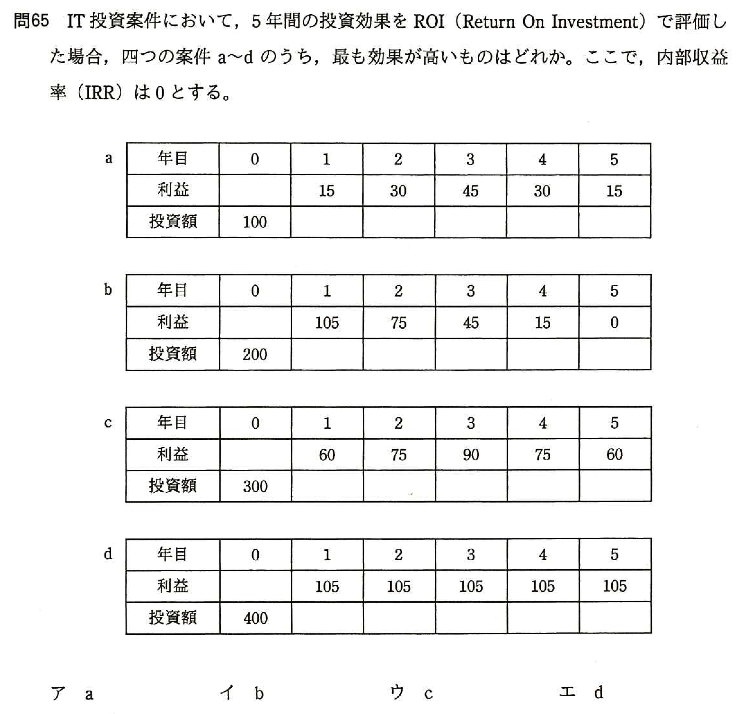 問65 IT投資案件において，5年間の投資効果をROI（Return On Investment）で評価し
た場合，四つの案件a～dのうち，最も効果が高いものはどれか。ここで，内部収益
率（IRR）は0とする。
a
年目 0 1 2 3 4 5
利益 15 30 45 30 15
投資額 100
b
年目 0 1 2 3 4 5
利益 105 75 45 15 0
投資額 200
c
年目 0 1 2 3 4 5
利益 60 75 90 75 60
投資額 300
d
年目 0 1 2 3 4 5
利益 105 105 105 105 105
投資額 400
ア a イ b ウ c エ d